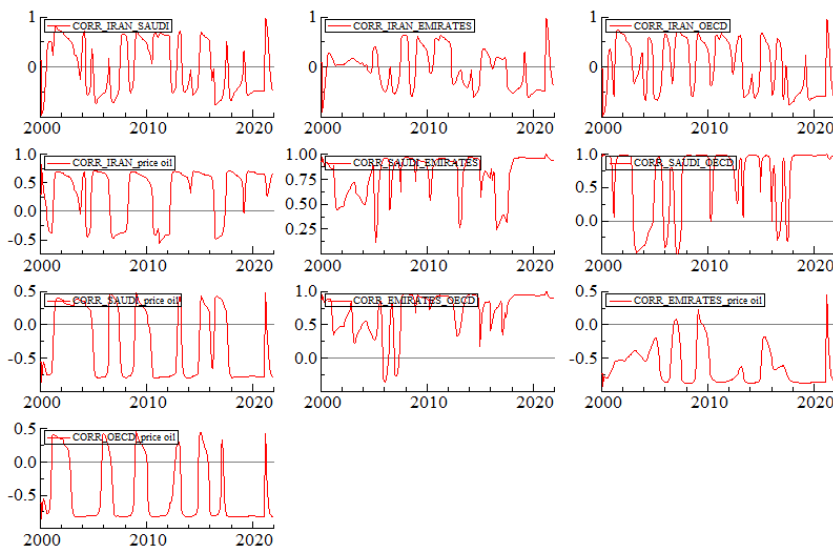 CORR_IRAN_SAUDI
1
0
2000 2010 2020
CORR_IRAN_EMIRATES
1
0
2000 2010 2020
CORR_IRAN_OECD
1
0
2000 2010 2020
CORR_IRAN_price oil
1.0
0.5
0.0
-0.5
2000 2010 2020
CORR_SAUDI_EMIRATES
1.00
0.75
0.50
0.25
2000 2010 2020
CORR_SAUDI_OECD
1.0
0.5
0.0
2000 2010 2020
CORR_SAUDI_price oil
0.5
0.0
-0.5
2000 2010 2020
CORR_EMIRATES_OECD
1.0
0.5
0.0
2000 2010 2020
CORR_EMIRATES_price oil
0.5
0.0
-0.5
2000 2010 2020
CORR_OECD_price oil
0.5
0.0
-0.5
2000 2010 2020